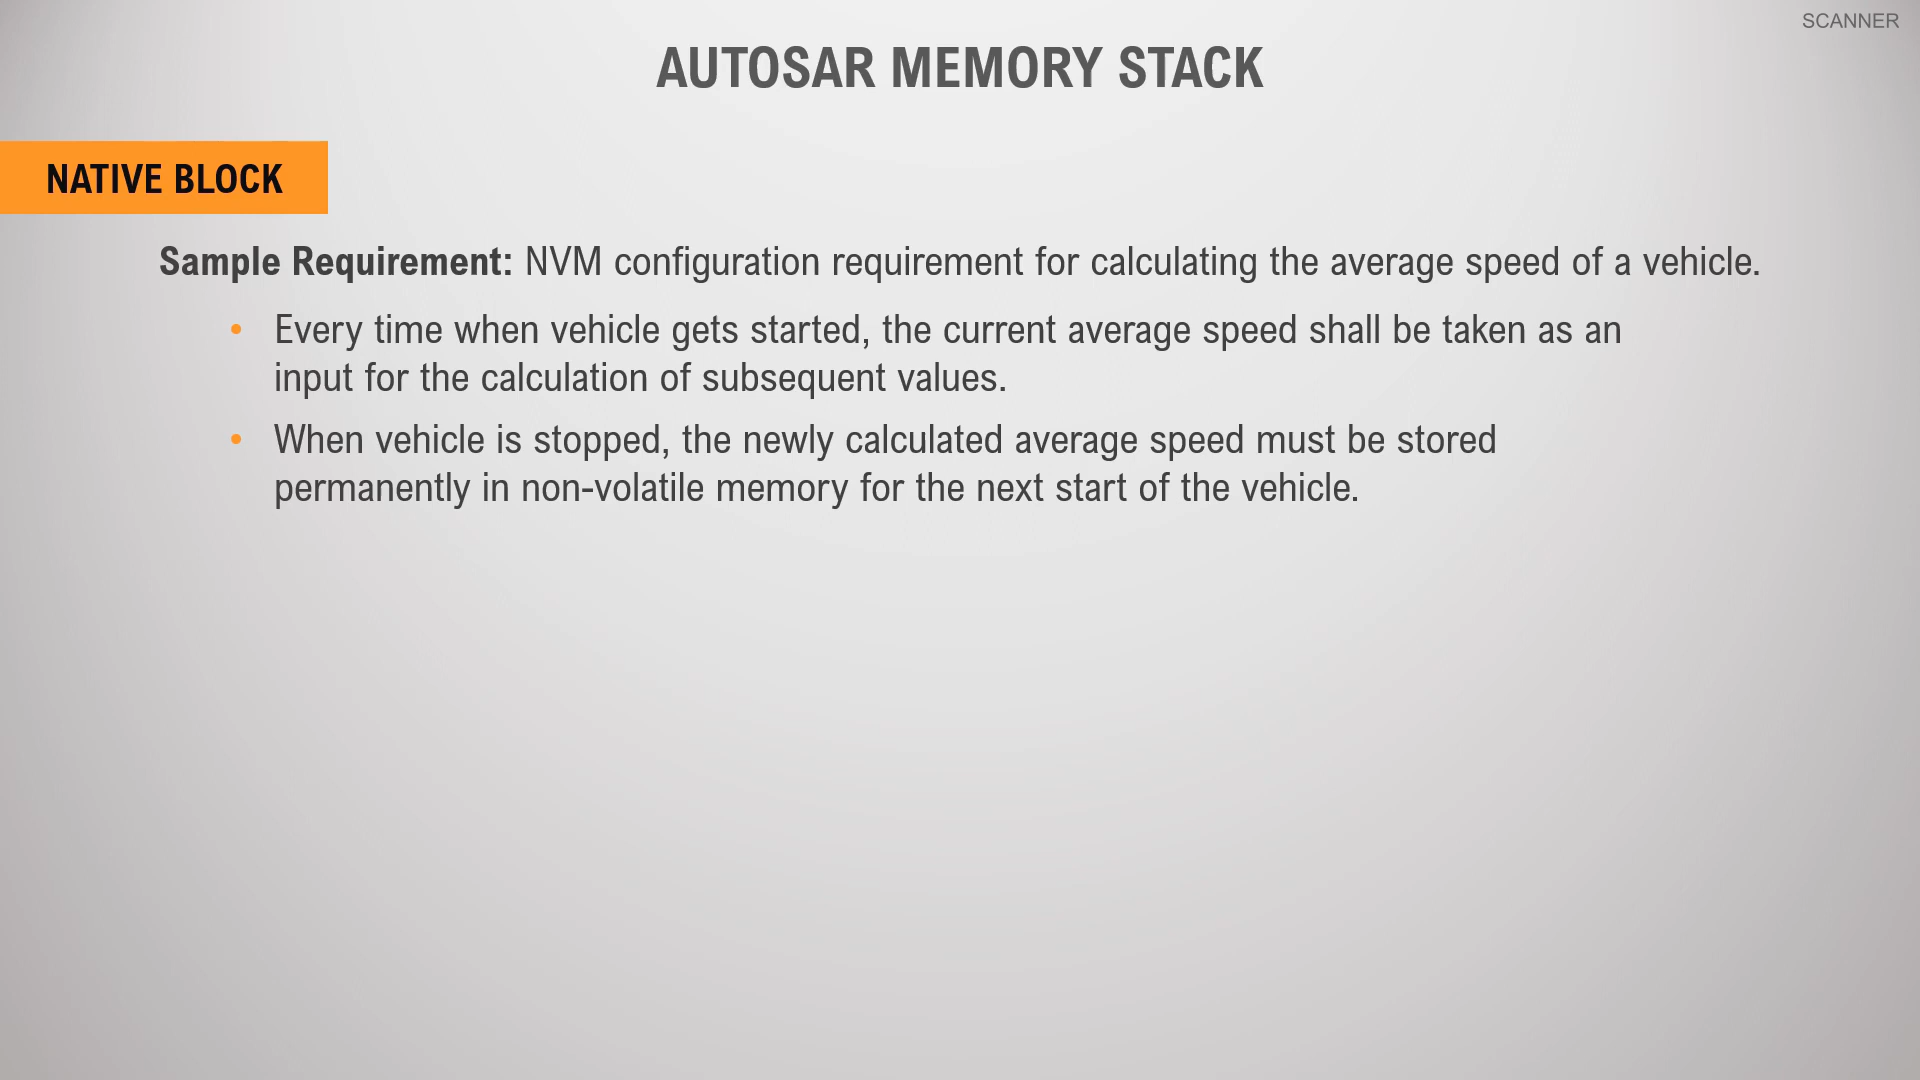 SCANNER
AUTOSAR MEMORY STACK
NATIVE BLOCK
Sample Requirement: NVM configuration requirement for calculating the average speed of a vehicle.
• Every time when vehicle gets started, the current average speed shall be taken as an
input for the calculation of subsequent values.
• When vehicle is stopped, the newly calculated average speed must be stored
permanently in non-volatile memory for the next start of the vehicle.